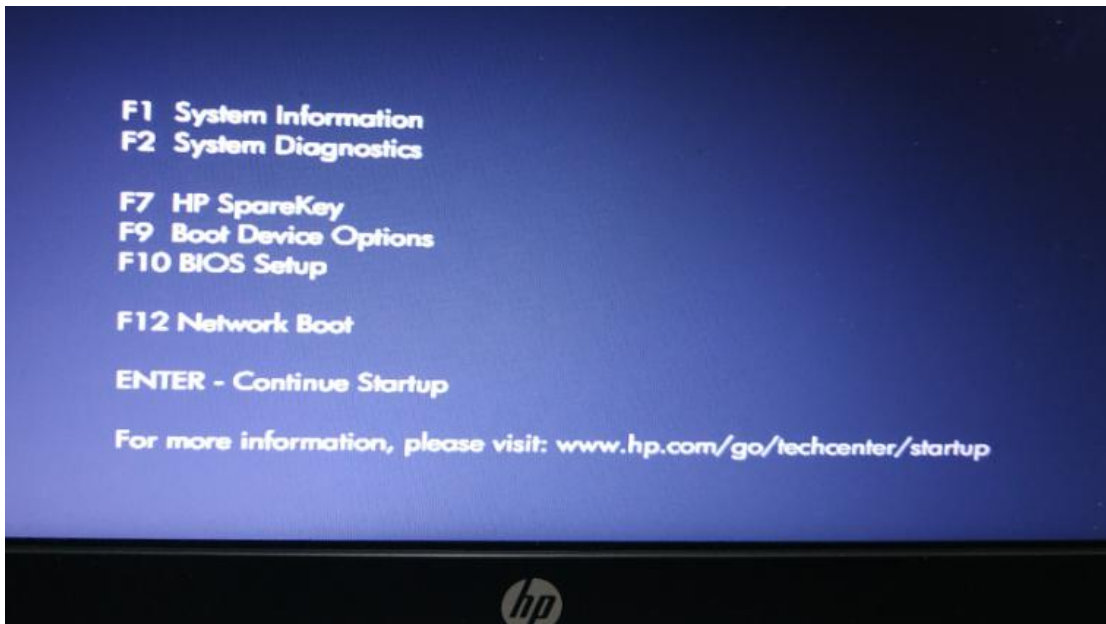 F1 System Information
F2 System Diagnostics
F7 HP SpareKey
F9 Boot Device Options
F10 BIOS Setup
F12 Network Boot
ENTER - Continue Startup
For more information, please visit: www.hp.com/go/techcenter/startup
hp